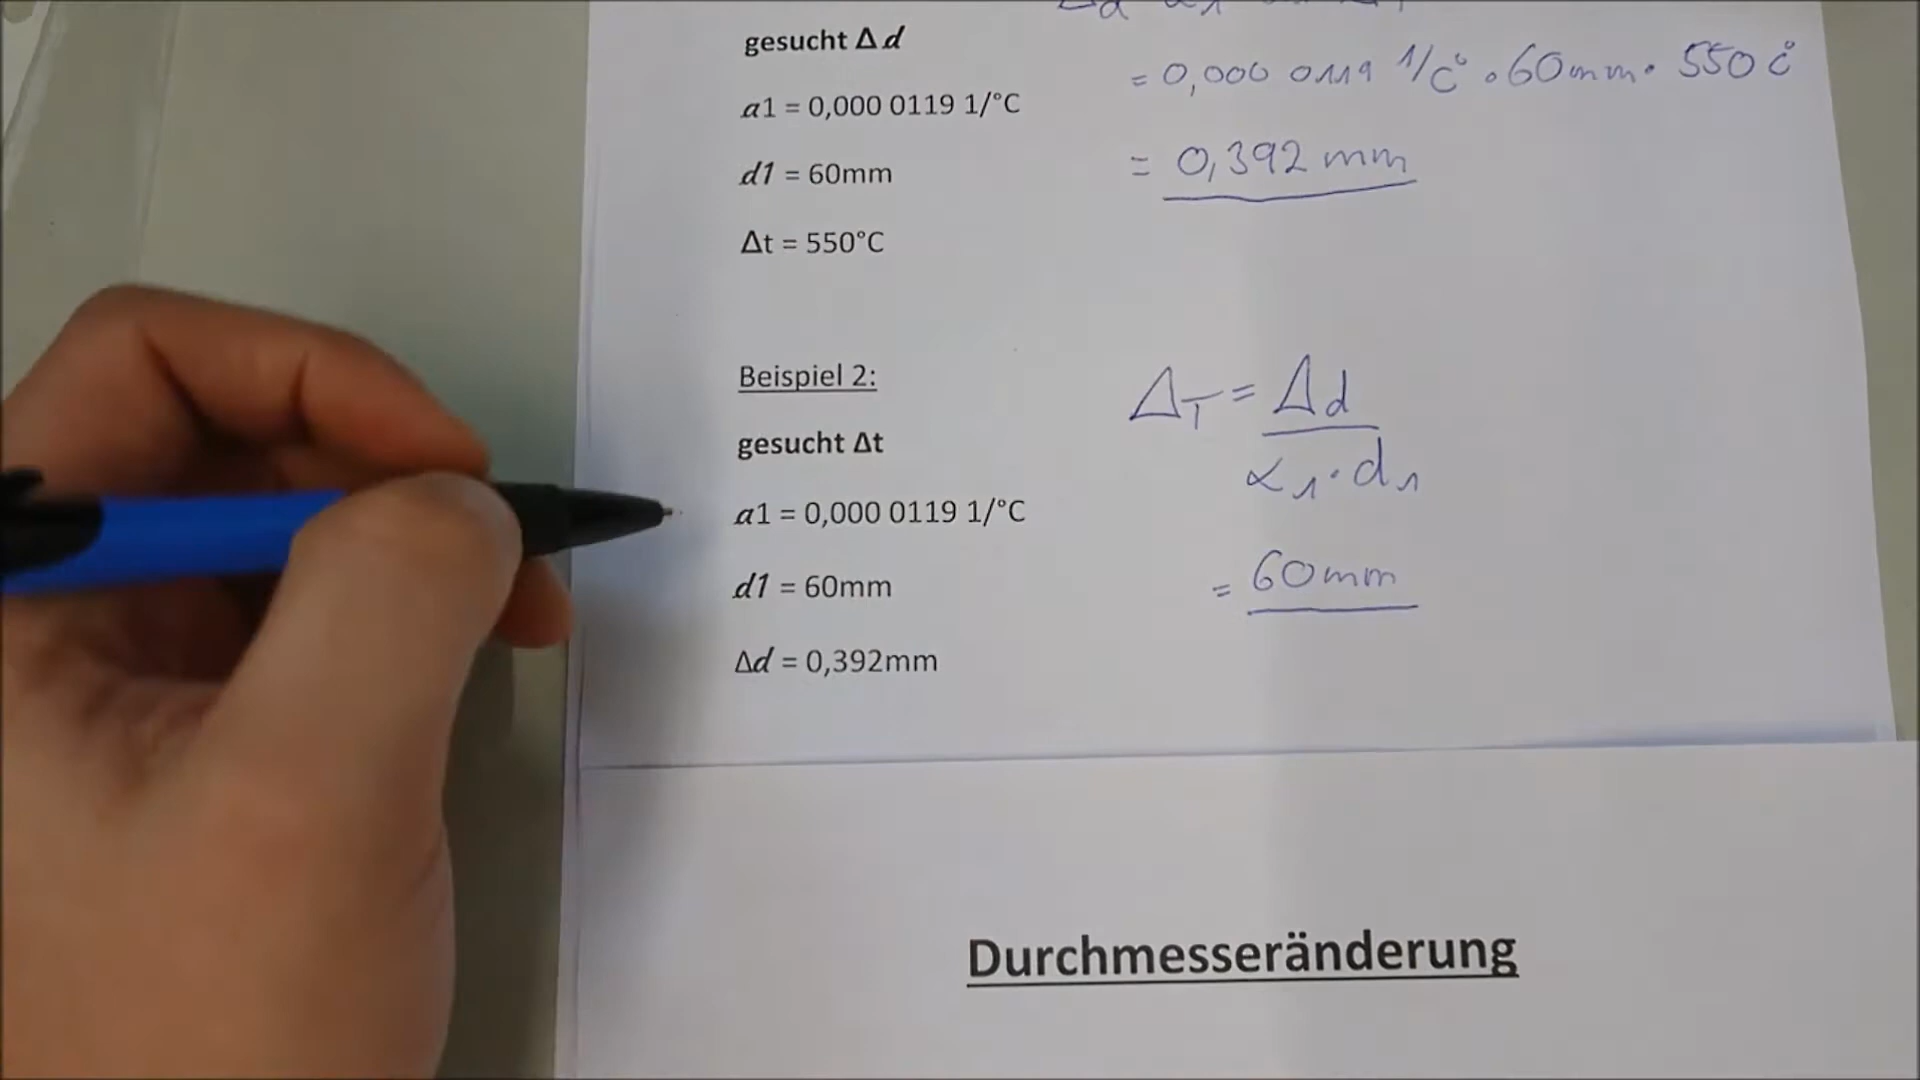 gesucht Δd
a1 = 0,000 0119 1/°C
d1 = 60mm
Δt = 550°C
= 0,000 0119 1/C° • 60mm • 550 C°
= 0,392 mm
Beispiel 2:
gesucht Δt
a1 = 0,000 0119 1/°C
d1 = 60mm
Δd = 0,392mm
ΔT = Δd
α1 • d1
= 60mm
Durchmesseränderung